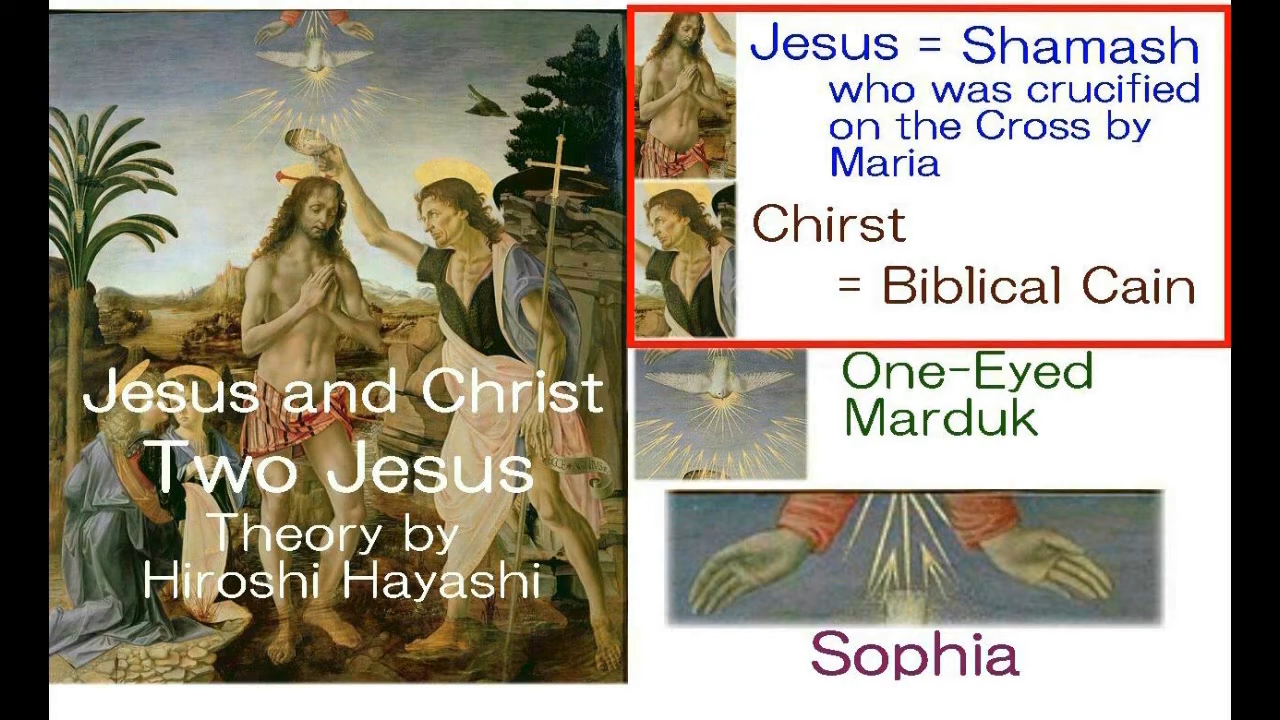 Jesus and Christ
Two Jesus
Theory by
Hiroshi Hayashi
Jesus = Shamash
who was crucified
on the Cross by
Maria
Chirst
= Biblical Cain
One-Eyed
Marduk
Sophia